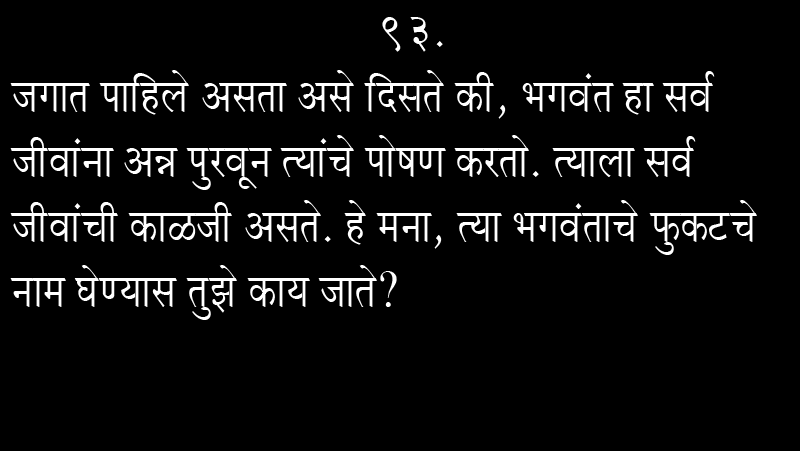 ९३.
जगात पाहिले असता असे दिसते की, भगवंत हा सर्व
जीवांना अन्न पुरवून त्यांचे पोषण करतो. त्याला सर्व
जीवांची काळजी असते. हे मना, त्या भगवंताचे फुकटचे
नाम घेण्यास तुझे काय जाते?